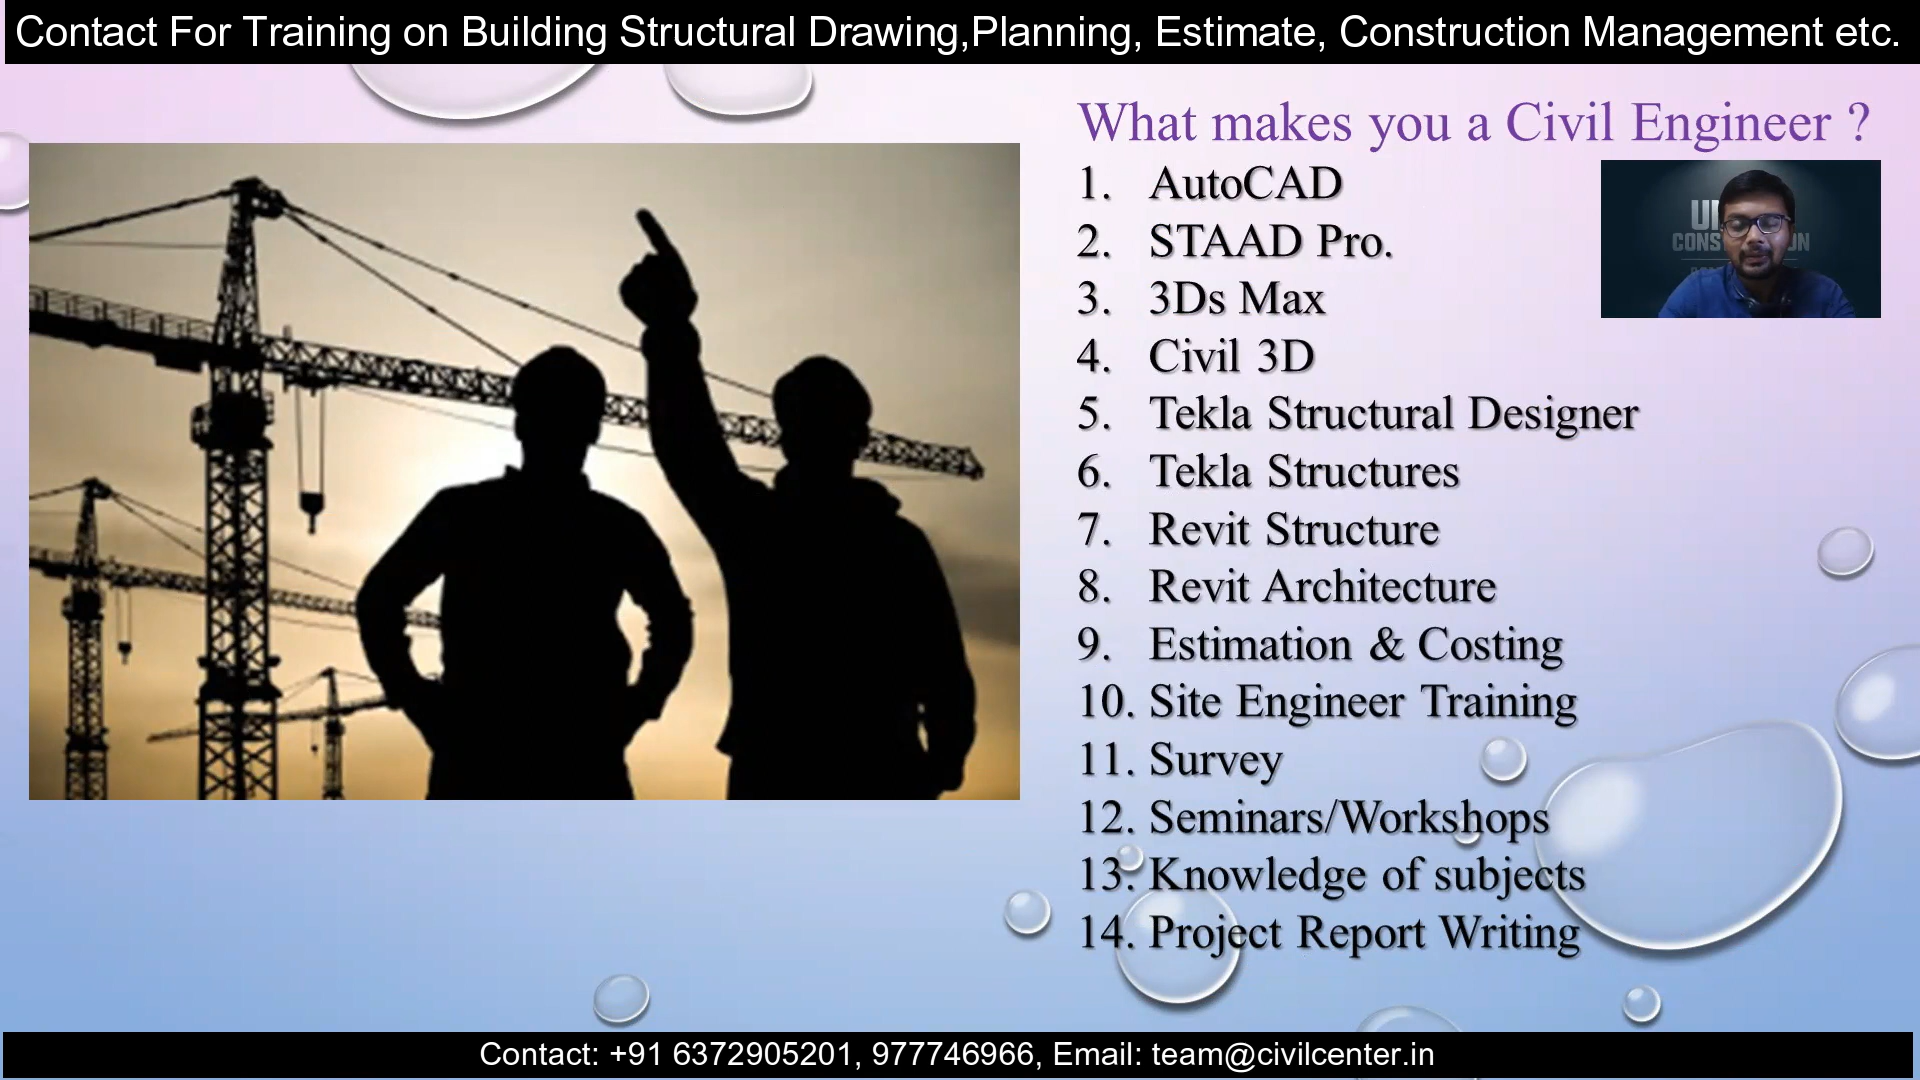 Contact For Training on Building Structural Drawing,Planning, Estimate, Construction Management etc.
What makes you a Civil Engineer ?
1. AutoCAD
2. STAAD Pro.
3. 3Ds Max
4. Civil 3D
5. Tekla Structural Designer
6. Tekla Structures
7. Revit Structure
8. Revit Architecture
9. Estimation & Costing
10. Site Engineer Training
11. Survey
12. Seminars/Workshops
13. Knowledge of subjects
14. Project Report Writing
Contact: +91 6372905201, 977746966, Email: team@civilcenter.in